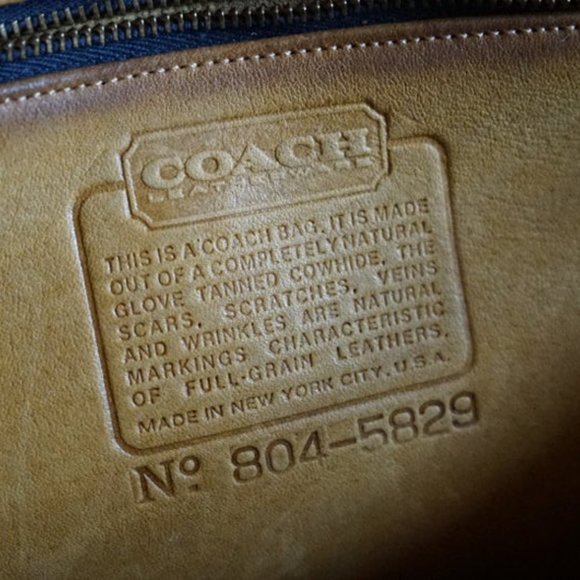 COACH
LEATHERWARE
THIS IS A COACH BAG. IT IS MADE
OUT OF A COMPLETELY NATURAL
GLOVE TANNED COWHIDE. THE
SCARS, SCRATCHES, VEINS
AND WRINKLES ARE NATURAL
MARKINGS CHARACTERISTIC
OF FULL-GRAIN LEATHERS.
MADE IN NEW YORK CITY, U.S.A.
Nº 804-5829